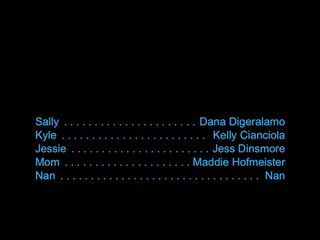 Sally . . . . . . . . . . . . . . . . . . . . . . Dana Digeralamo
Kyle . . . . . . . . . . . . . . . . . . . . . . . . Kelly Cianciola
Jessie . . . . . . . . . . . . . . . . . . . . . . . Jess Dinsmore
Mom . . . . . . . . . . . . . . . . . . . . . Maddie Hofmeister
Nan . . . . . . . . . . . . . . . . . . . . . . . . . . . . . . . . . Nan